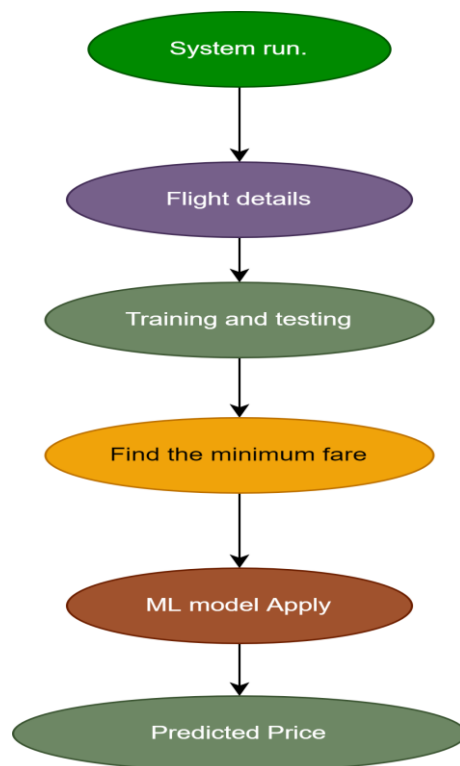 System run.
Flight details
Training and testing
Find the minimum fare
ML model Apply
Predicted Price